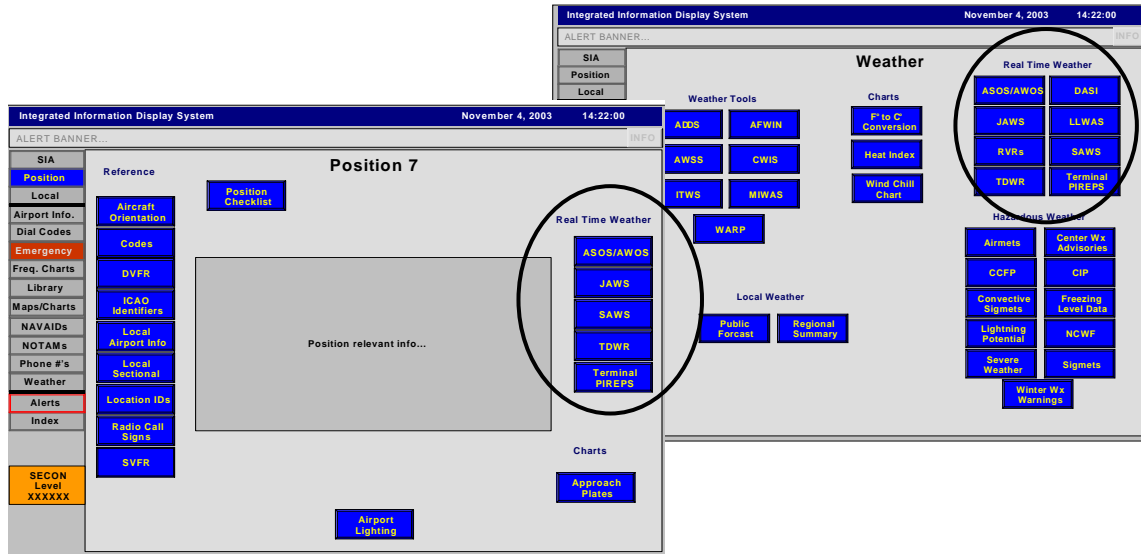 Integrated Information Display System November 4, 2003 14:22:00
ALERT BANNER... INFO
SIA
Position
Local
Weather
Weather Tools
ADDS
AFWIN
AWSS
CWIS
ITWS
MIWAS
WARP
Charts
F° to C°
Conversion
Heat Index
Wind Chill
Chart
Real Time Weather
ASOS/AWOS
DASI
JAWS
LLWAS
RVRs
SAWS
TDWR
Terminal
PIREPS
Hazardous Weather
Airmets
Center Wx
Advisories
CCFP
CIP
Convective
Sigmets
Freezing
Level Data
Lightning
Potential
NCWF
Severe
Weather
Sigmets
Winter Wx
Warnings
Local Weather
Public
Forcast
Regional
Summary
Integrated Information Display System November 4, 2003 14:22:00
ALERT BANNER... INFO
SIA
Position
Local
Airport Info.
Dial Codes
Emergency
Freq. Charts
Library
Maps/Charts
NAVAIDs
NOTAMs
Phone #'s
Weather
Alerts
Index
SECON
Level
XXXXXX
Position 7
Reference
Aircraft
Orientation
Codes
DVFR
ICAO
Identifiers
Local
Airport Info
Local
Sectional
Location IDs
Radio Call
Signs
SVFR
Position
Checklist
Position relevant info...
Real Time Weather
ASOS/AWOS
JAWS
SAWS
TDWR
Terminal
PIREPS
Charts
Approach
Plates
Airport
Lighting